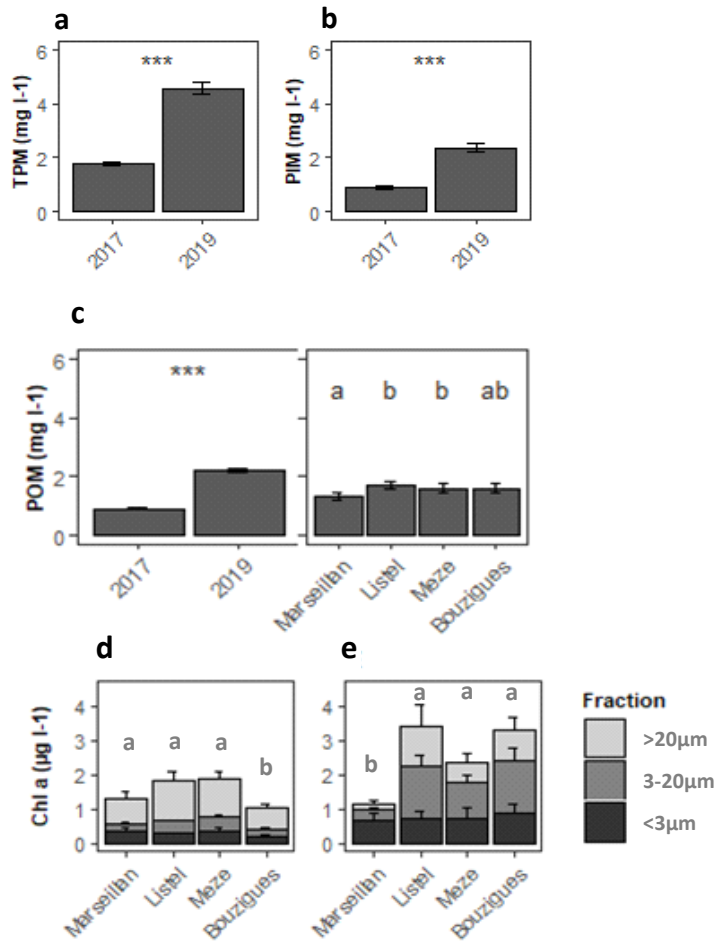 a
b
6
4
2
0
TPM (mg l-1)
***
2017
2019
6
4
2
0
PIM (mg l-1)
***
2017
2019
c
6
4
2
0
POM (mg l-1)
***
2017
2019
a b b ab
Marseillan
Listel
Meze
Bouzigues
d
e
4
3
2
1
0
Chl a (µg l-1)
a a a b
Marseillan
Listel
Meze
Bouzigues
4
3
2
1
0
b a a a
Marseillan
Listel
Meze
Bouzigues
Fraction
>20µm
3-20µm
<3µm